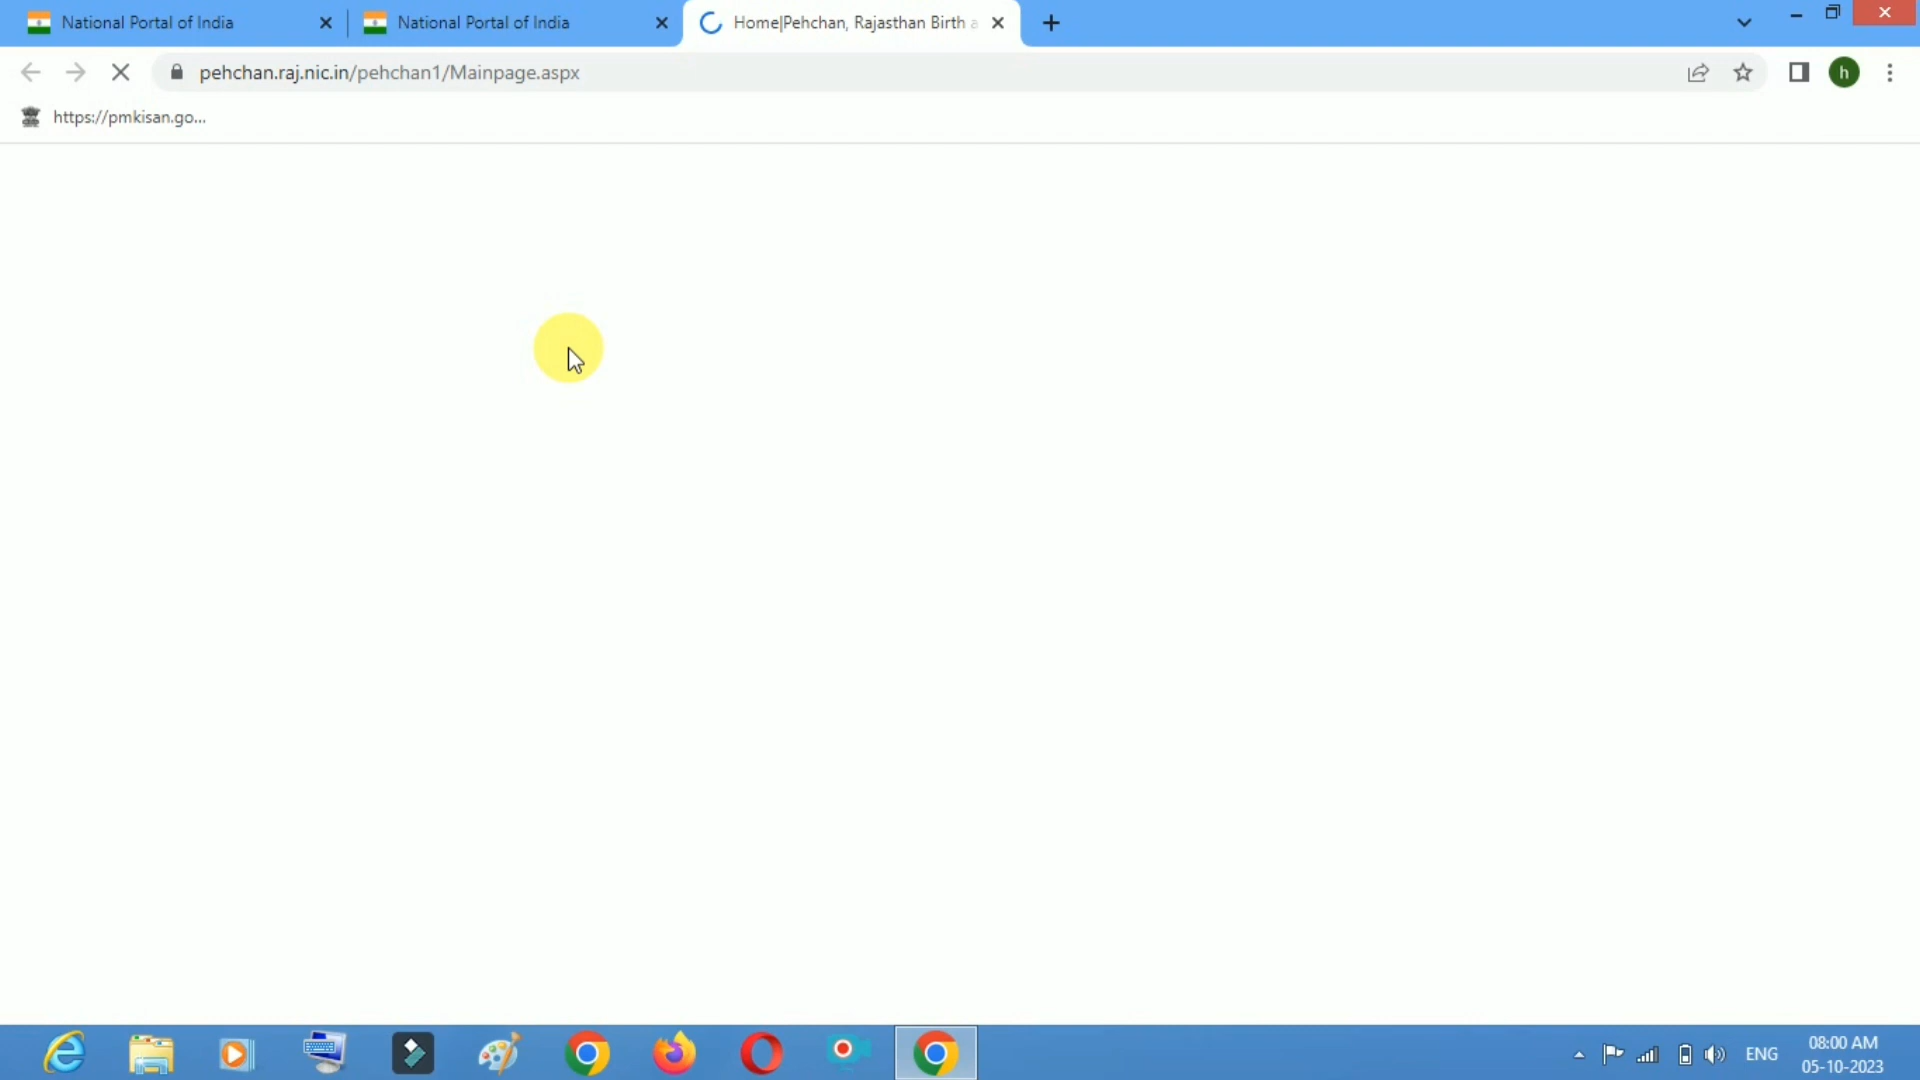 National Portal of India
National Portal of India
Home|Pehchan, Rajasthan Birth a
pehchan.raj.nic.in/pehchan1/Mainpage.aspx
h
https://pmkisan.go...
ENG
08:00 AM
05-10-2023